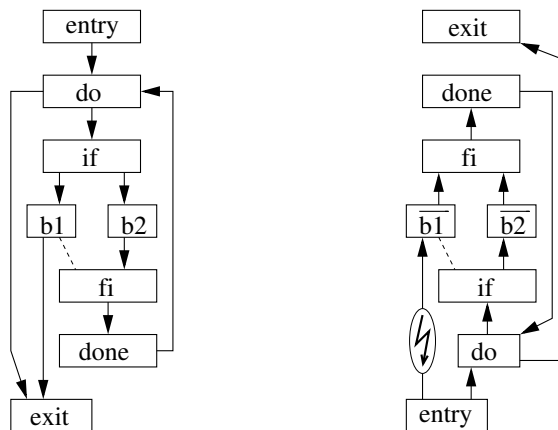 entry
do
if
b1
b2
fi
done
exit
exit
done
fi
b1
b2
if
do
entry